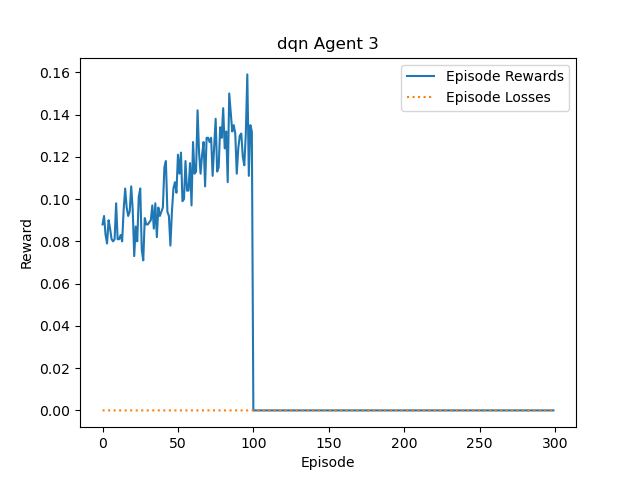 dqn Agent 3
Episode Rewards
Episode Losses
0.16
0.14
0.12
0.10
0.08
0.06
0.04
0.02
0.00
Reward
0 50 100 150 200 250 300
Episode